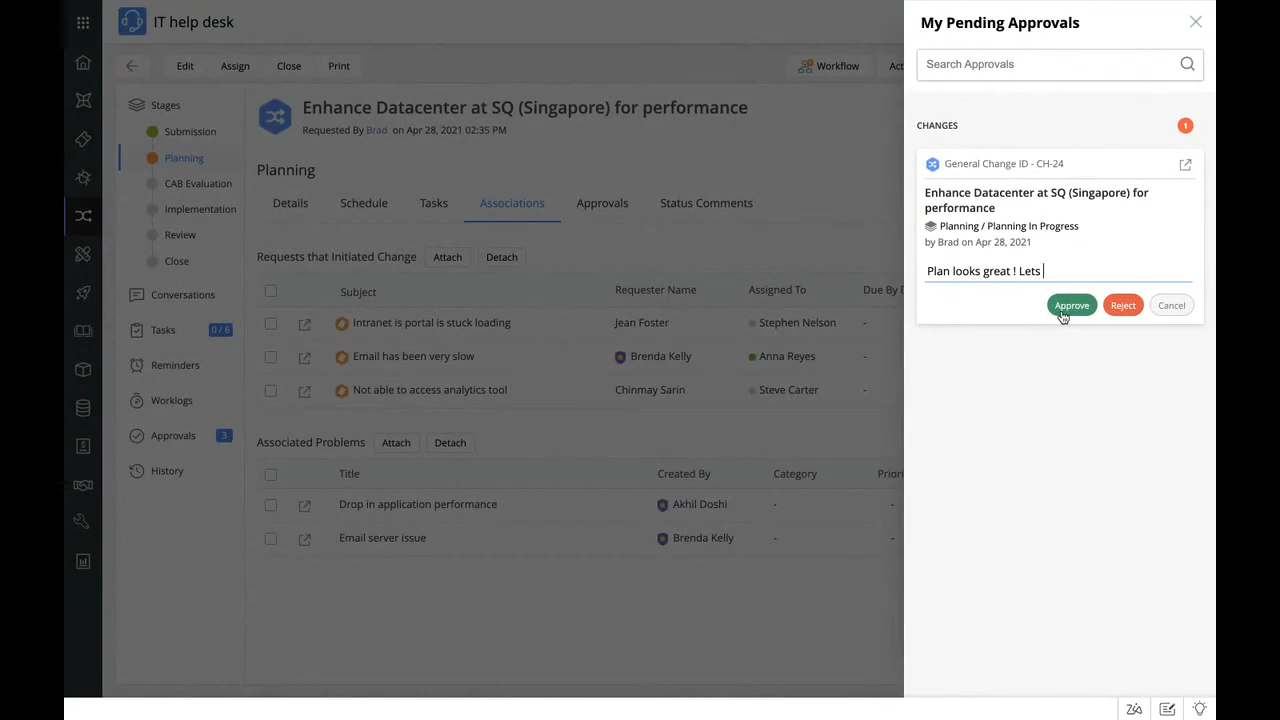 IT help desk
Edit Assign Close Print Workflow
Stages
Submission
Planning
CAB Evaluation
Implementation
Review
Close
Conversations
Tasks 0 / 6
Reminders
Worklogs
Approvals 3
History
Enhance Datacenter at SQ (Singapore) for performance
Requested By Brad on Apr 28, 2021 02:35 PM
Planning
Details Schedule Tasks Associations Approvals Status Comments
Requests that Initiated Change Attach Detach
Subject Requester Name Assigned To Due By
Intranet is portal is stuck loading Jean Foster Stephen Nelson -
Email has been very slow Brenda Kelly Anna Reyes -
Not able to access analytics tool Chinmay Sarin Steve Carter -
Associated Problems Attach Detach
Title Created By Category
Drop in application performance Akhil Doshi - -
Email server issue Brenda Kelly - -
My Pending Approvals
Search Approvals
CHANGES 1
General Change ID - CH-24
Enhance Datacenter at SQ (Singapore) for
performance
Planning / Planning In Progress
by Brad on Apr 28, 2021
Plan looks great ! Lets
Approve Reject Cancel